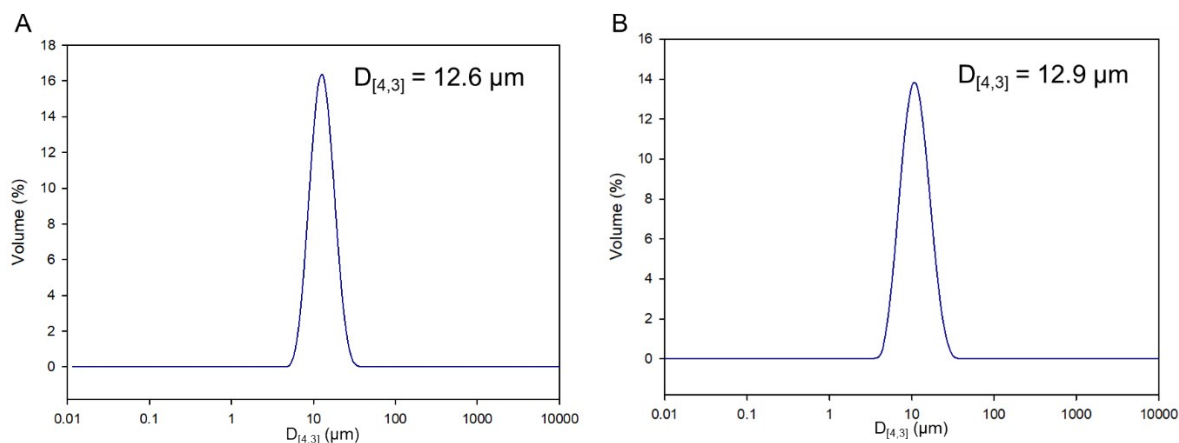 A
D[4,3] = 12.6 µm
18
16
14
12
10
8
6
4
2
0
Volume (%)
0.01 0.1 1 10 100 1000 10000
D[4,3] (µm)
B
D[4,3] = 12.9 µm
16
14
12
10
8
6
4
2
0
Volume (%)
0.01 0.1 1 10 100 1000 10000
D[4,3] (µm)